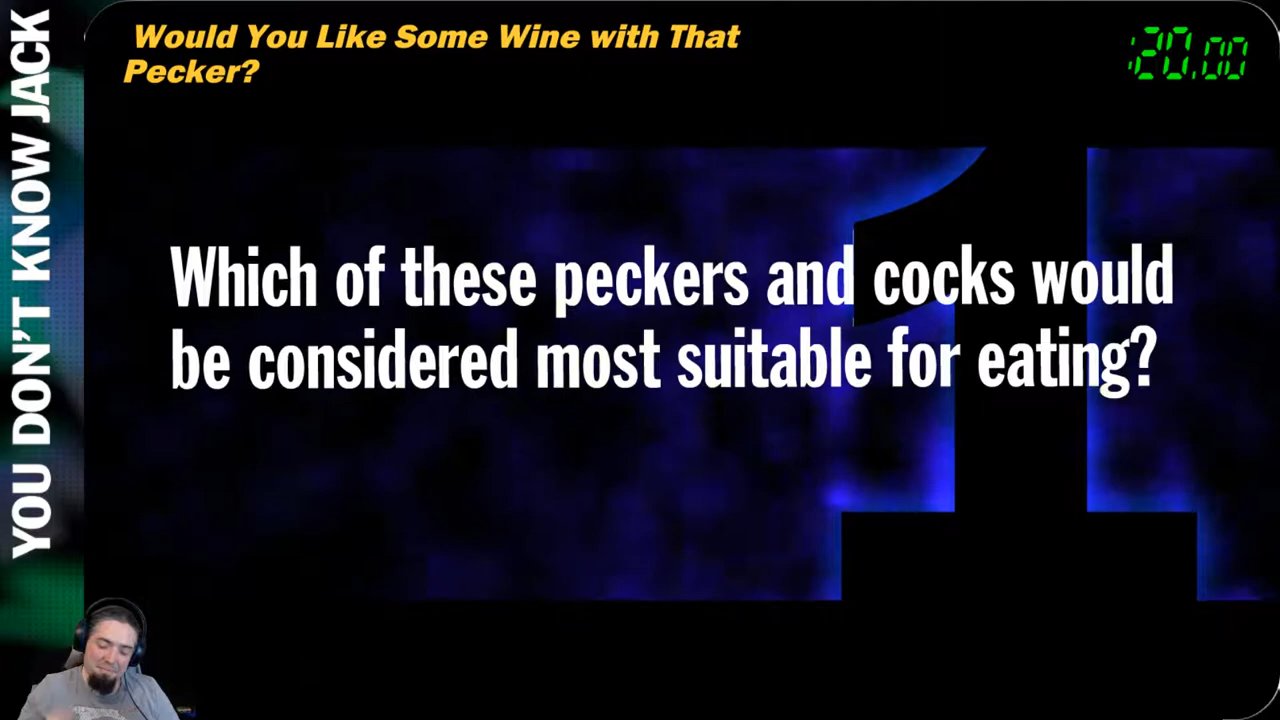 YOU DON'T KNOW JACK
Would You Like Some Wine with That
Pecker?
20.00
Which of these peckers and cocks would
be considered most suitable for eating?
1